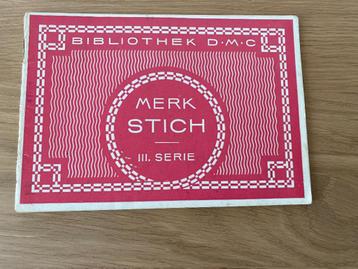 BIBLIOTHEK D·M·C
MERK
STICH
III. SERIE